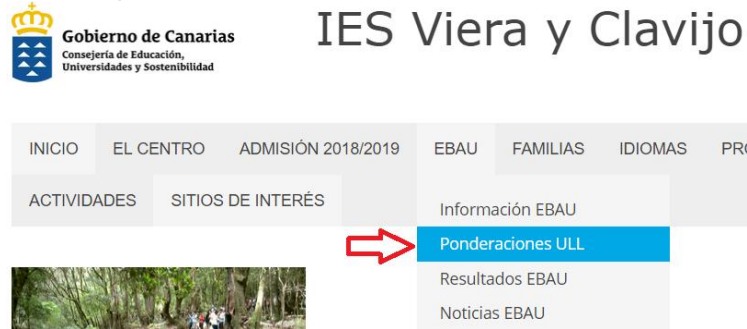 Gobierno de Canarias
Consejería de Educación,
Universidades y Sostenibilidad
IES Viera y Clavijo
INICIO EL CENTRO ADMISIÓN 2018/2019 EBAU FAMILIAS IDIOMAS
ACTIVIDADES SITIOS DE INTERÉS
Información EBAU
Ponderaciones ULL
Resultados EBAU
Noticias EBAU